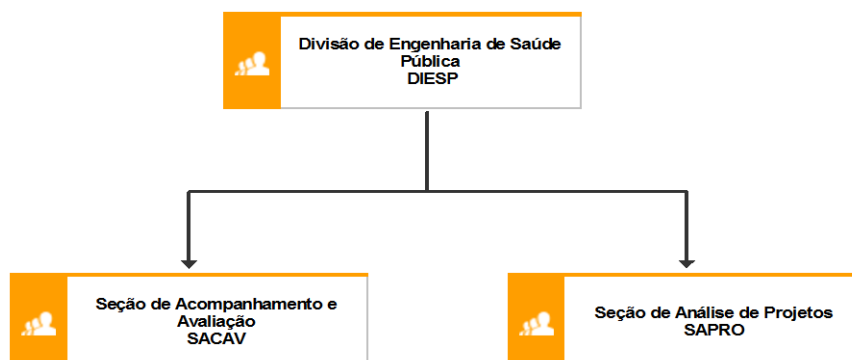 Divisão de Engenharia de Saúde
Pública
DIESP
Seção de Acompanhamento e
Avaliação
SACAV
Seção de Análise de Projetos
SAPRO